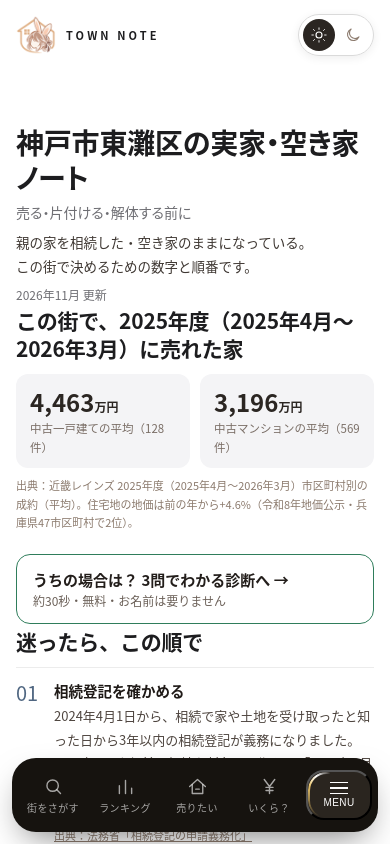 TOWN NOTE
神戸市東灘区の実家・空き家
ノート
売る・片付ける・解体する前に
親の家を相続した・空き家のままになっている。
この街で決めるための数字と順番です。
2026年11月 更新
この街で、2025年度（2025年4月〜
2026年3月）に売れた家
4,463万円
中古一戸建ての平均（128
件）
3,196万円
中古マンションの平均（569
件）
出典：近畿レインズ 2025年度（2025年4月〜2026年3月）市区町村別の
成約（平均）。住宅地の地価は前の年から+4.6%（令和8年地価公示・兵
庫県47市区町村で2位）。
うちの場合は？ 3問でわかる診断へ →
約30秒・無料・お名前は要りません
迷ったら、この順で
01 相続登記を確かめる
2024年4月1日から、相続で家や土地を受け取ったと知
った日から3年以内の相続登記が義務になりました。
街をさがす
ランキング
売りたい
いくら？
MENU
出典：法務省「相続登記の申請義務化」